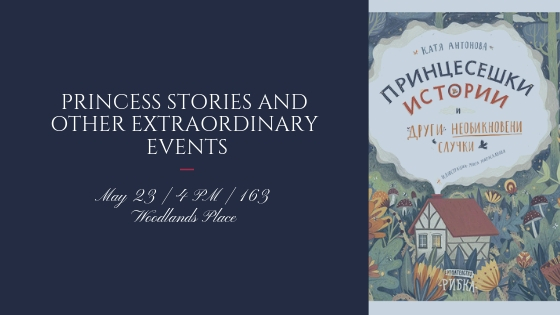 PRINCESS STORIES AND
OTHER EXTRAORDINARY
EVENTS
May 23 / 4 PM / 163
Woodlands Place
КАТЯ АНТОНОВА
ПРИНЦЕСЕШКИ
ИСТОРИИ
и
ДРУГИ НЕОБИКНОВЕНИ
СЛУЧКИ
РИБКА